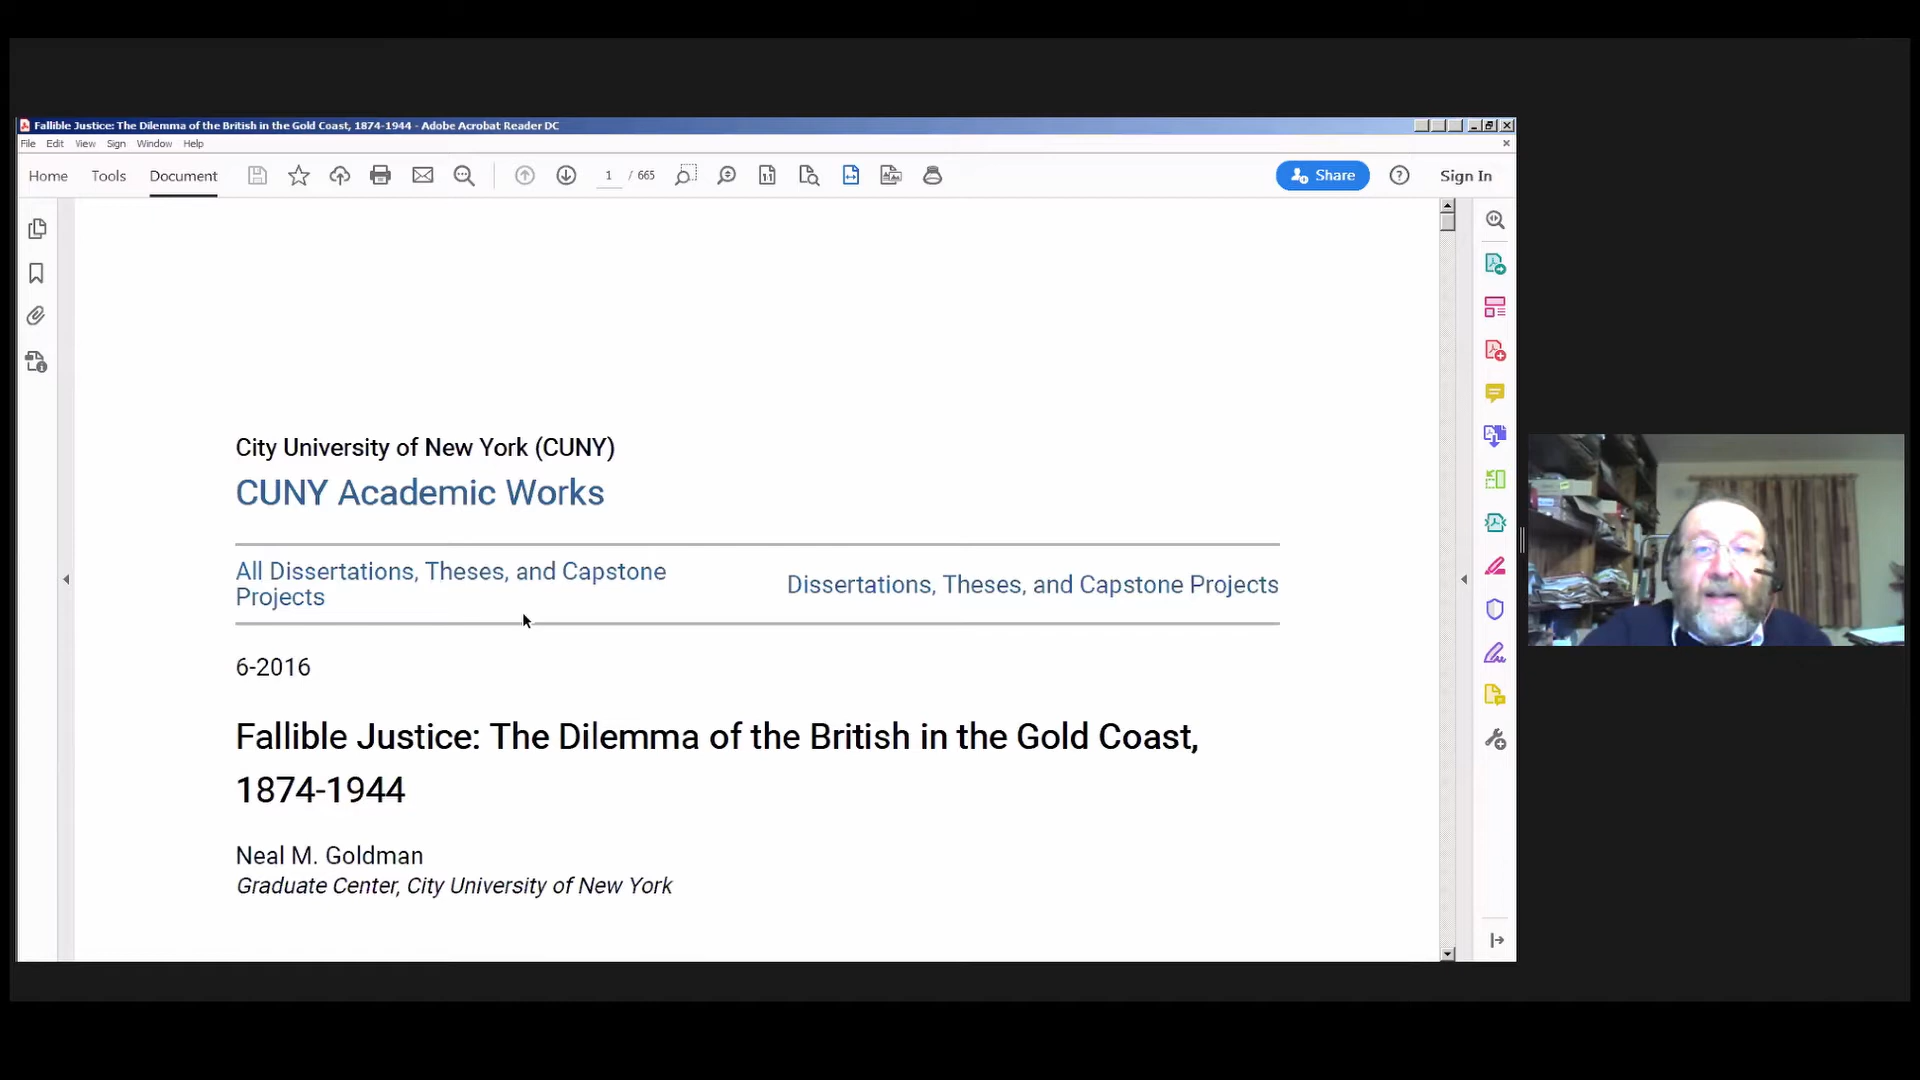 Fallible Justice: The Dilemma of the British in the Gold Coast, 1874-1944 - Adobe Acrobat Reader DC
File Edit View Sign Window Help
Home Tools Document 1 / 665 Share Sign In
City University of New York (CUNY)
CUNY Academic Works
All Dissertations, Theses, and Capstone
Projects
Dissertations, Theses, and Capstone Projects
6-2016
Fallible Justice: The Dilemma of the British in the Gold Coast,
1874-1944
Neal M. Goldman
Graduate Center, City University of New York